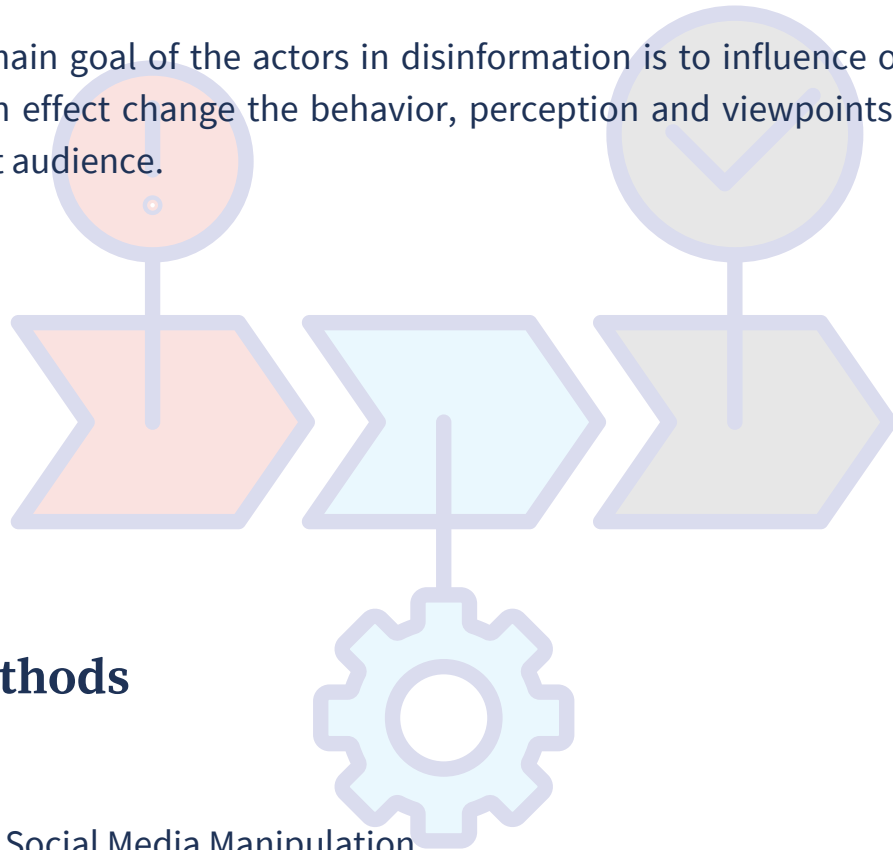 main goal of the actors in disinformation is to influence
effect change the behavior, perception and viewpoints
audience.
thods
Social Media Manipulation